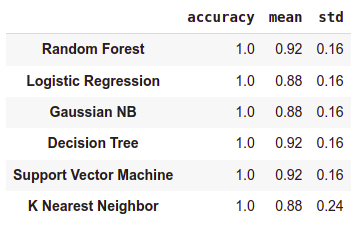 accuracy mean std
Random Forest 1.0 0.92 0.16
Logistic Regression 1.0 0.88 0.16
Gaussian NB 1.0 0.88 0.16
Decision Tree 1.0 0.92 0.16
Support Vector Machine 1.0 0.92 0.16
K Nearest Neighbor 1.0 0.88 0.24